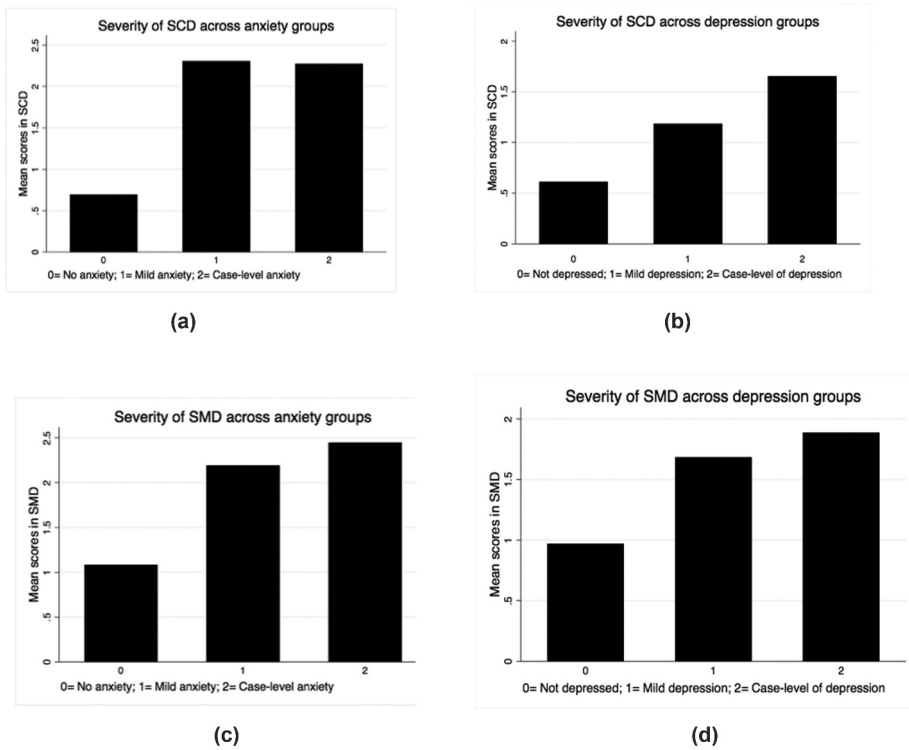 Severity of SCD across anxiety groups
Mean scores in SCD
2.5
2
1.5
1
.5
0
0 1 2
0= No anxiety; 1= Mild anxiety; 2= Case-level anxiety
(a)
Severity of SCD across depression groups
Mean scores in SCD
2
1.5
1
.5
0
0 1 2
0= Not depressed; 1= Mild depression; 2= Case-level of depression
(b)
Severity of SMD across anxiety groups
Mean scores in SMD
2.5
2
1.5
1
.5
0
0 1 2
0= No anxiety; 1= Mild anxiety; 2= Case-level anxiety
(c)
Severity of SMD across depression groups
Mean scores in SMD
2
1.5
1
.5
0
0 1 2
0= Not depressed; 1= Mild depression; 2= Case-level of depression
(d)